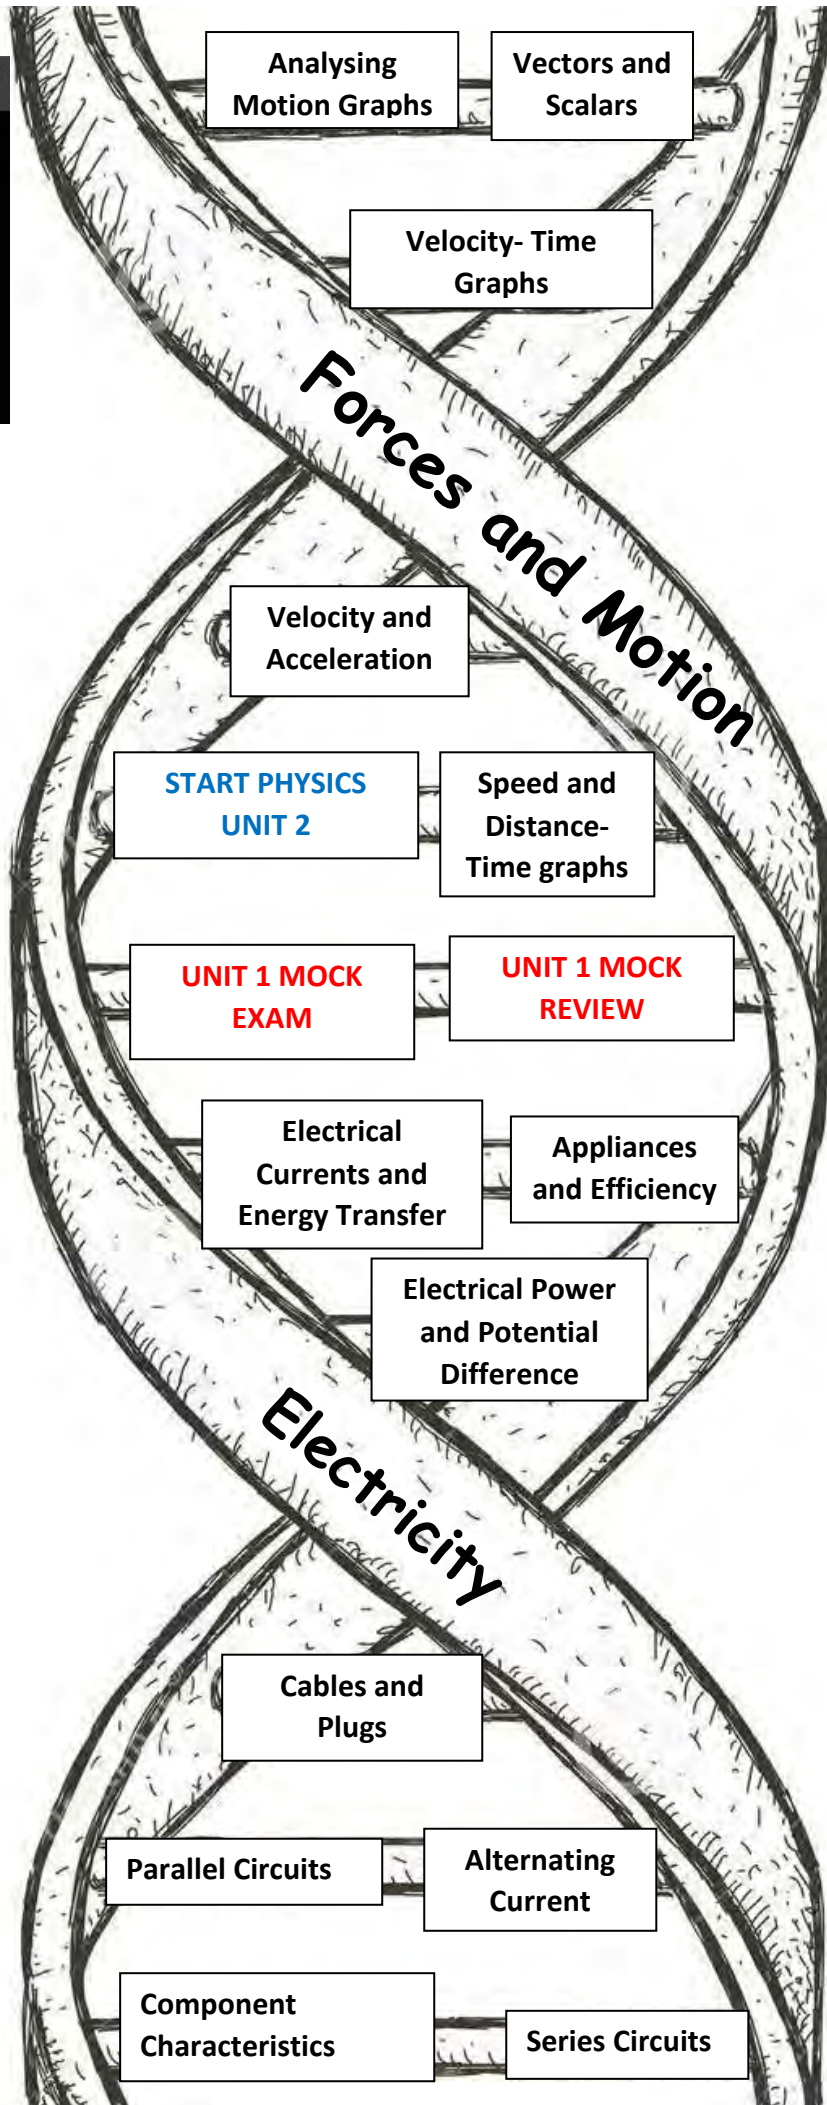 Analysing
Motion Graphs
Vectors and
Scalars
Velocity- Time
Graphs
Forces and Motion
Velocity and
Acceleration
START PHYSICS
UNIT 2
Speed and
Distance-
Time graphs
UNIT 1 MOCK
EXAM
UNIT 1 MOCK
REVIEW
Electrical
Currents and
Energy Transfer
Appliances
and Efficiency
Electrical Power
and Potential
Difference
Electricity
Cables and
Plugs
Parallel Circuits
Alternating
Current
Component
Characteristics
Series Circuits